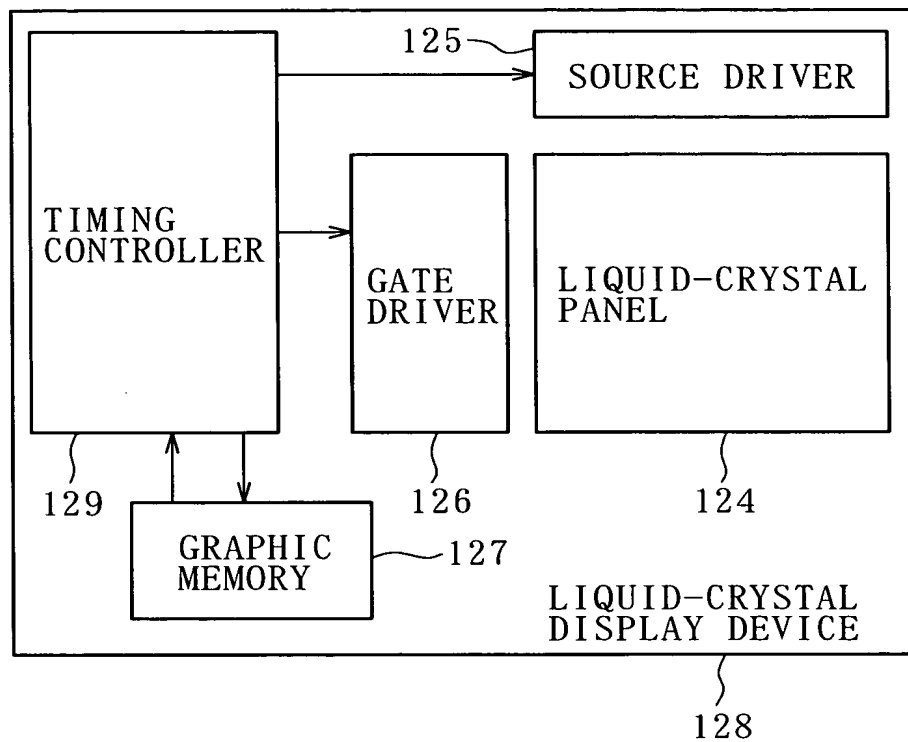 125
SOURCE DRIVER
TIMING
CONTROLLER
GATE
DRIVER
LIQUID-CRYSTAL
PANEL
129
126
124
GRAPHIC
MEMORY
127
LIQUID-CRYSTAL
DISPLAY DEVICE
128